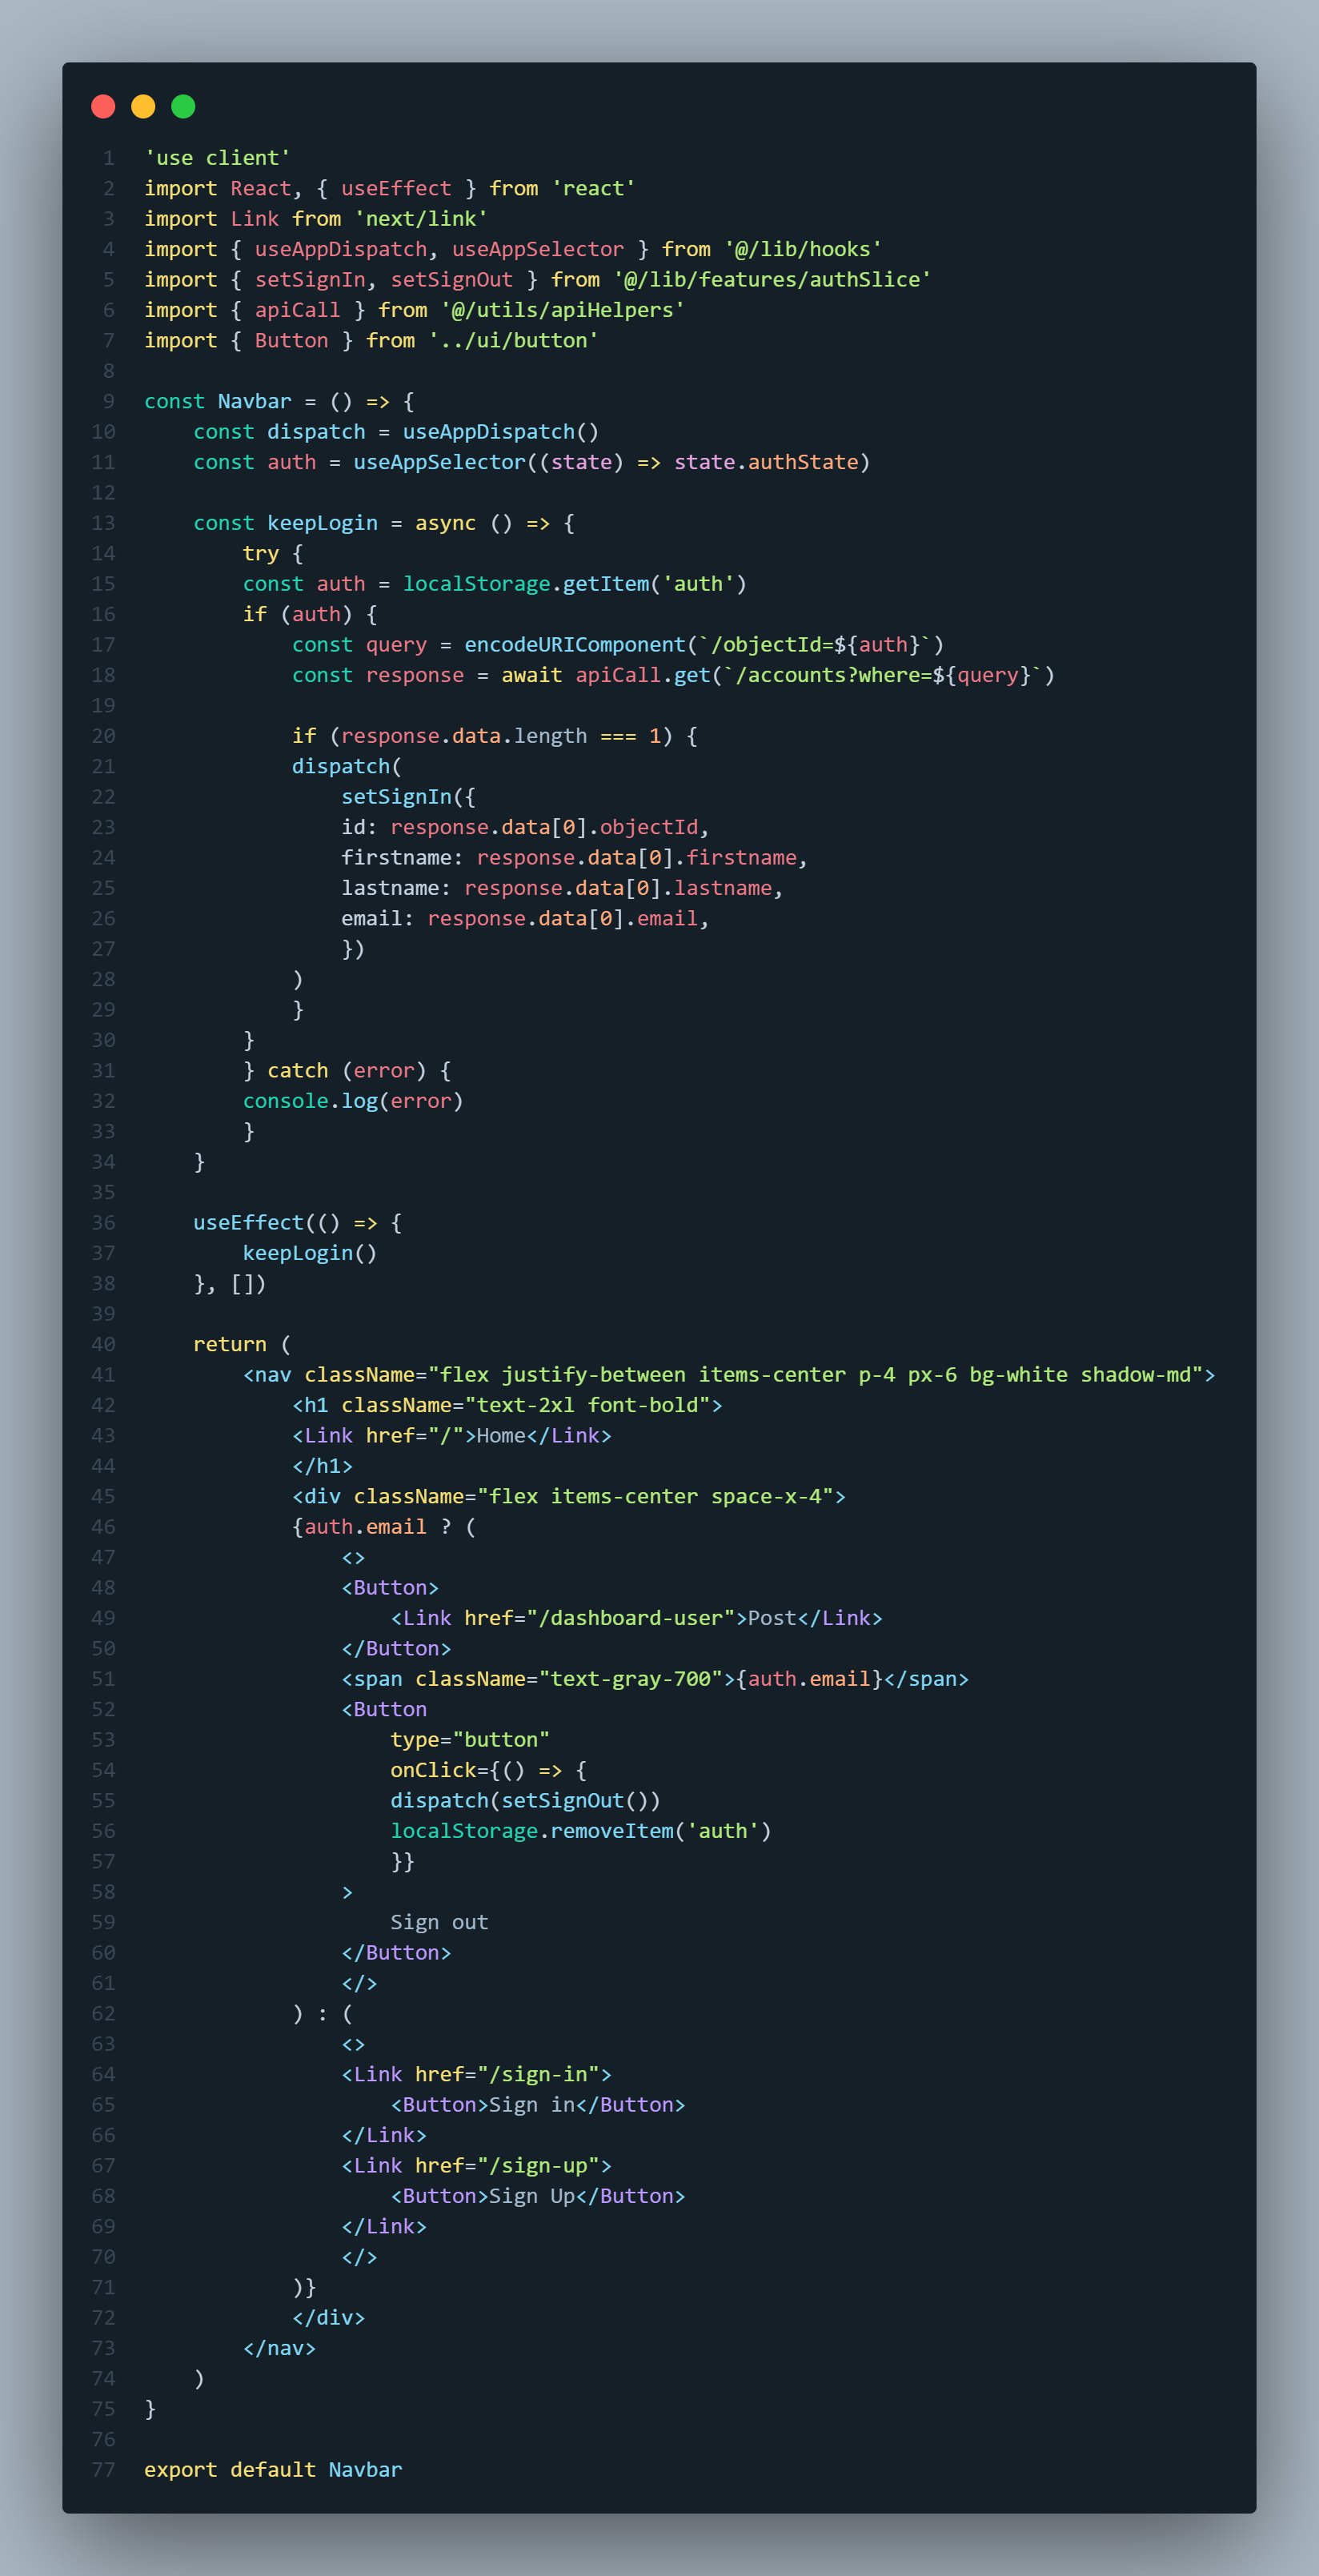 1 'use client'
2 import React, { useEffect } from 'react'
3 import Link from 'next/link'
4 import { useAppDispatch, useAppSelector } from '@/lib/hooks'
5 import { setSignIn, setSignOut } from '@/lib/features/authSlice'
6 import { apiCall } from '@/utils/apiHelpers'
7 import { Button } from '../ui/button'
8
9 const Navbar = () => {
10     const dispatch = useAppDispatch()
11     const auth = useAppSelector((state) => state.authState)
12
13     const keepLogin = async () => {
14         try {
15         const auth = localStorage.getItem('auth')
16         if (auth) {
17             const query = encodeURIComponent(`/objectId=${auth}`)
18             const response = await apiCall.get(`/accounts?where=${query}`)
19
20             if (response.data.length === 1) {
21             dispatch(
22                 setSignIn({
23                 id: response.data[0].objectId,
24                 firstname: response.data[0].firstname,
25                 lastname: response.data[0].lastname,
26                 email: response.data[0].email,
27                 })
28             )
29             }
30         }
31         } catch (error) {
32         console.log(error)
33         }
34     }
35
36     useEffect(() => {
37         keepLogin()
38     }, [])
39
40     return (
41         <nav className="flex justify-between items-center p-4 px-6 bg-white shadow-md">
42             <h1 className="text-2xl font-bold">
43             <Link href="/">Home</Link>
44             </h1>
45             <div className="flex items-center space-x-4">
46             {auth.email ? (
47                 <>
48                 <Button>
49                     <Link href="/dashboard-user">Post</Link>
50                 </Button>
51                 <span className="text-gray-700">{auth.email}</span>
52                 <Button
53                     type="button"
54                     onClick={() => {
55                     dispatch(setSignOut())
56                     localStorage.removeItem('auth')
57                     }}
58                 >
59                     Sign out
60                 </Button>
61                 </>
62             ) : (
63                 <>
64                 <Link href="/sign-in">
65                     <Button>Sign in</Button>
66                 </Link>
67                 <Link href="/sign-up">
68                     <Button>Sign Up</Button>
69                 </Link>
70                 </>
71             )}
72             </div>
73         </nav>
74     )
75 }
76
77 export default Navbar